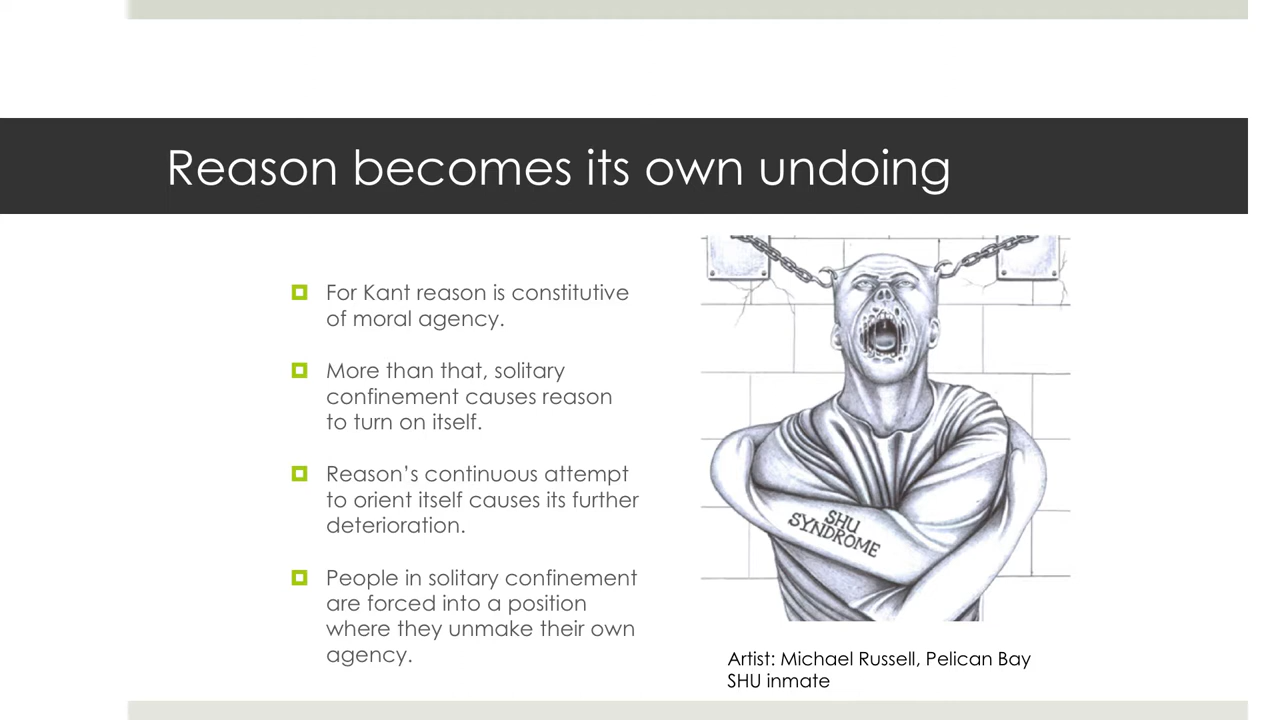 Reason becomes its own undoing
For Kant reason is constitutive
of moral agency.
More than that, solitary
confinement causes reason
to turn on itself.
Reason’s continuous attempt
to orient itself causes its further
deterioration.
People in solitary confinement
are forced into a position
where they unmake their own
agency.
SHU
SYNDROME
Artist: Michael Russell, Pelican Bay
SHU inmate